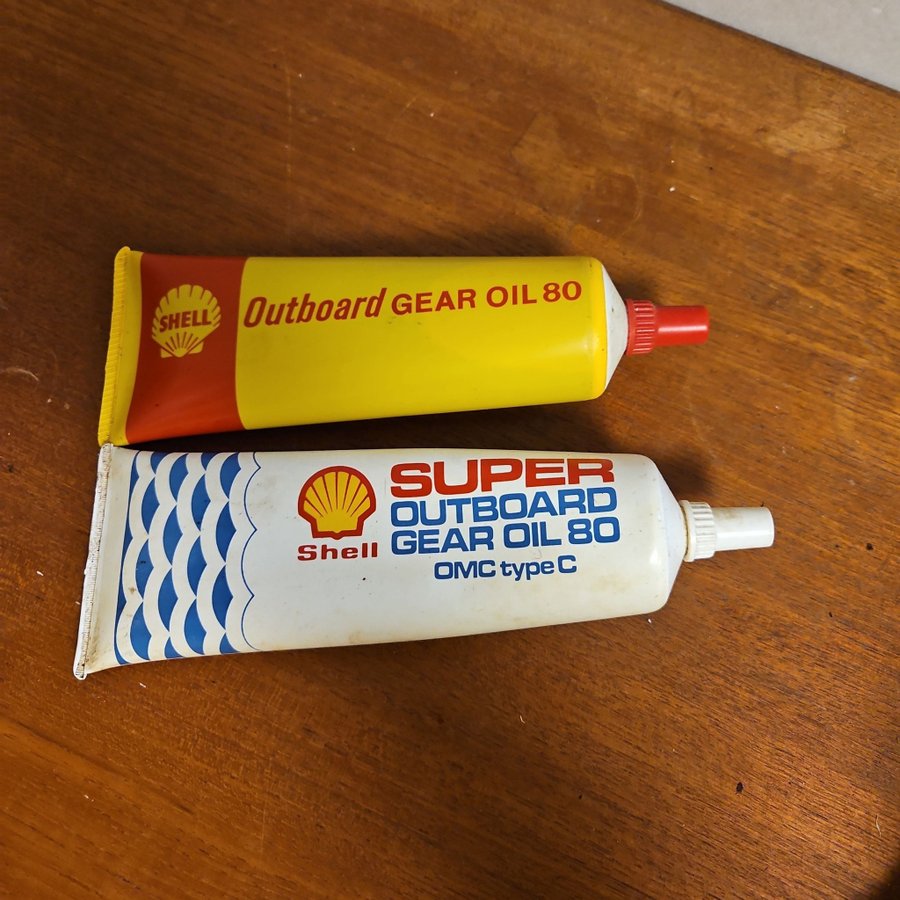 SHELL
Outboard GEAR OIL 80
Shell
SUPER
OUTBOARD
GEAR OIL 80
OMC type C